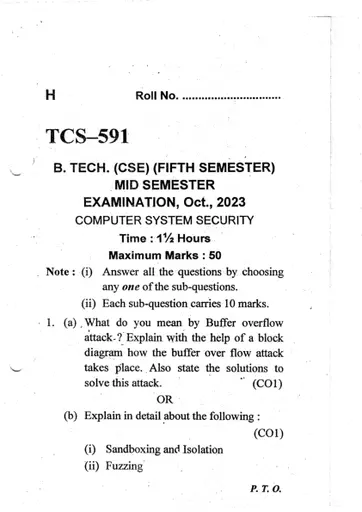 H Roll No. ...............................
TCS–591
B. TECH. (CSE) (FIFTH SEMESTER)
MID SEMESTER
EXAMINATION, Oct., 2023
COMPUTER SYSTEM SECURITY
Time : 1½ Hours
Maximum Marks : 50
Note : (i) Answer all the questions by choosing
any one of the sub-questions.
(ii) Each sub-question carries 10 marks.
1. (a) What do you mean by Buffer overflow
attack ? Explain with the help of a block
diagram how the buffer over flow attack
takes place. Also state the solutions to
solve this attack. (CO1)
OR
(b) Explain in detail about the following :
(CO1)
(i) Sandboxing and Isolation
(ii) Fuzzing
P. T. O.